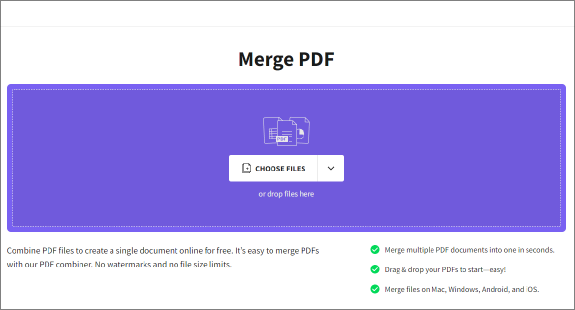 Merge PDF
PDF
CHOOSE FILES
or drop files here
Combine PDF files to create a single document online for free. It's easy to merge PDFs
with our PDF combiner. No watermarks and no file size limits.
Merge multiple PDF documents into one in seconds.
Drag & drop your PDFs to start—easy!
Merge files on Mac, Windows, Android, and iOS.